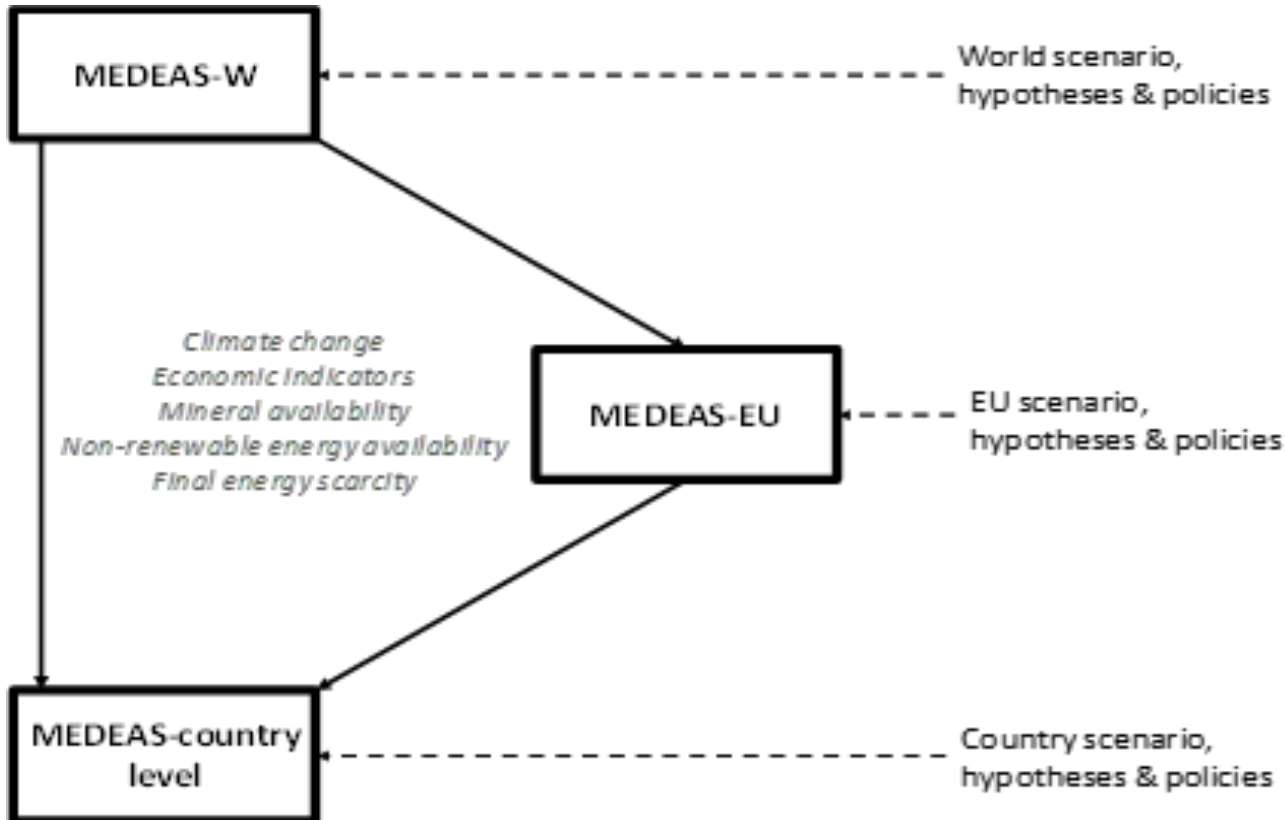 MEDEAS-W
World scenario,
hypotheses & policies
Climate change
Economic indicators
Mineral availability
Non-renewable energy availability
Final energy scarcity
MEDEAS-EU
EU scenario,
hypotheses & policies
MEDEAS-country
level
Country scenario,
hypotheses & policies